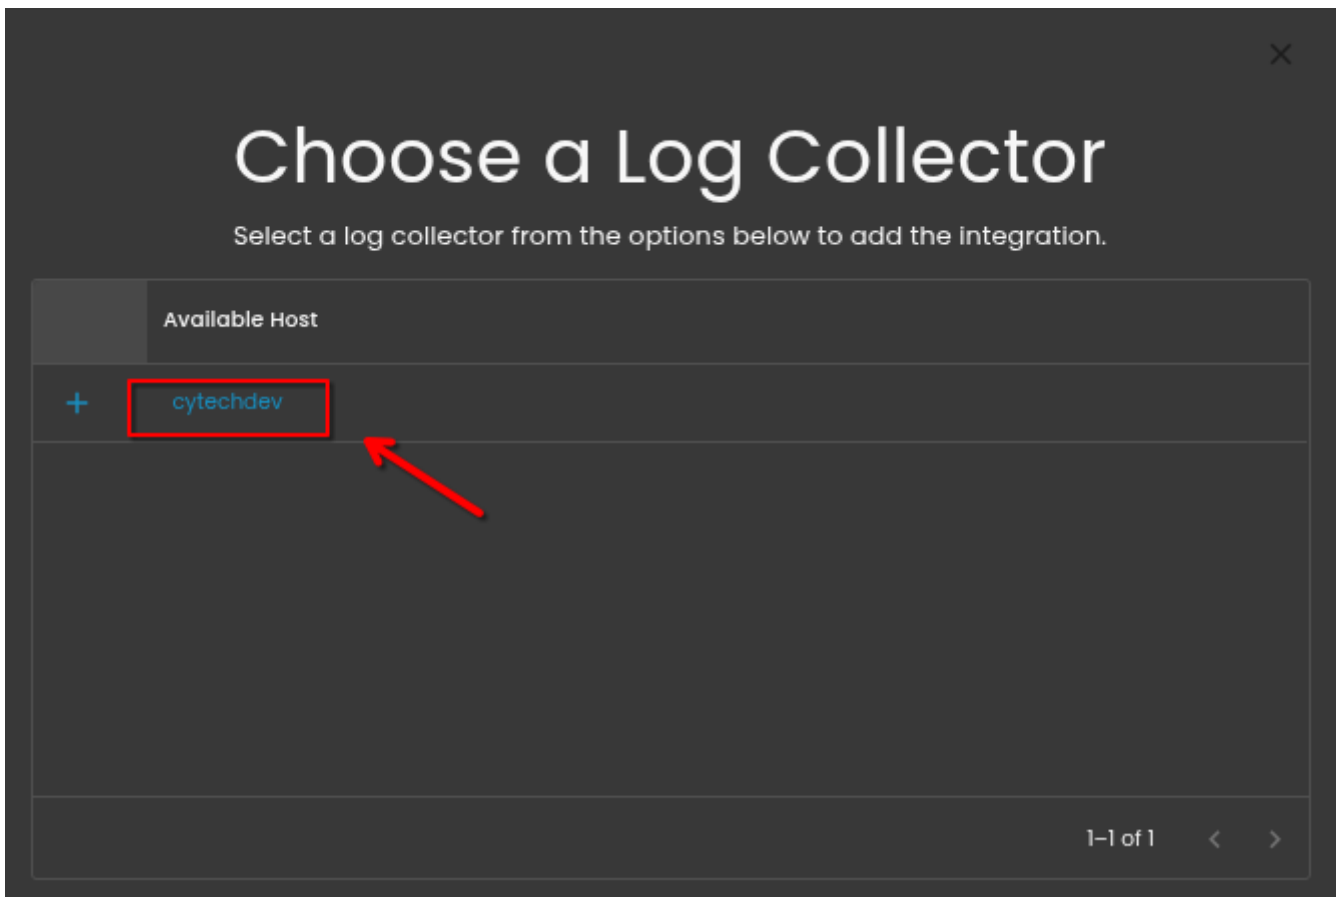 Choose a Log Collector
Select a log collector from the options below to add the integration.
Available Host
cytechdev
1–1 of 1